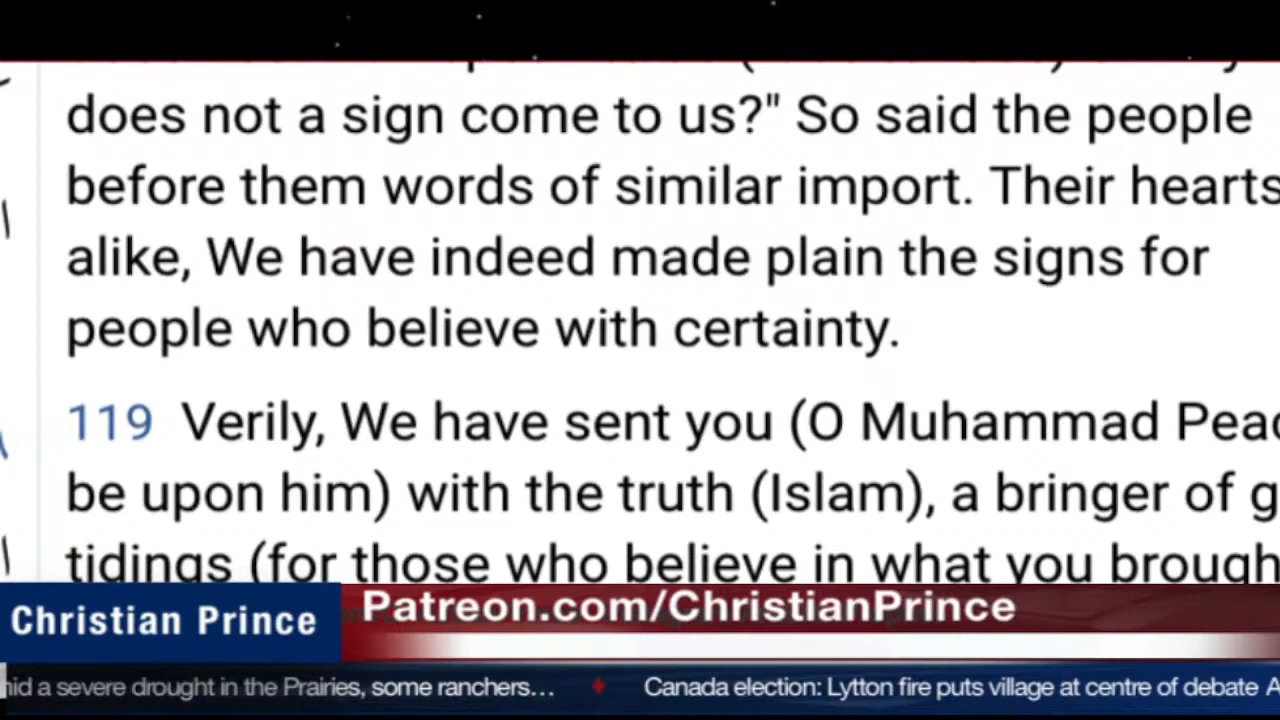 does not a sign come to us?" So said the people
before them words of similar import. Their hearts
alike, We have indeed made plain the signs for
people who believe with certainty.
119 Verily, We have sent you (O Muhammad
be upon him) with the truth (Islam), a bringer of
tidings (for those who believe in what you
Christian Prince
Patreon.com/ChristianPrince
a severe drought in the Prairies, some ranchers... Canada election: Lytton fire puts village at centre of debate